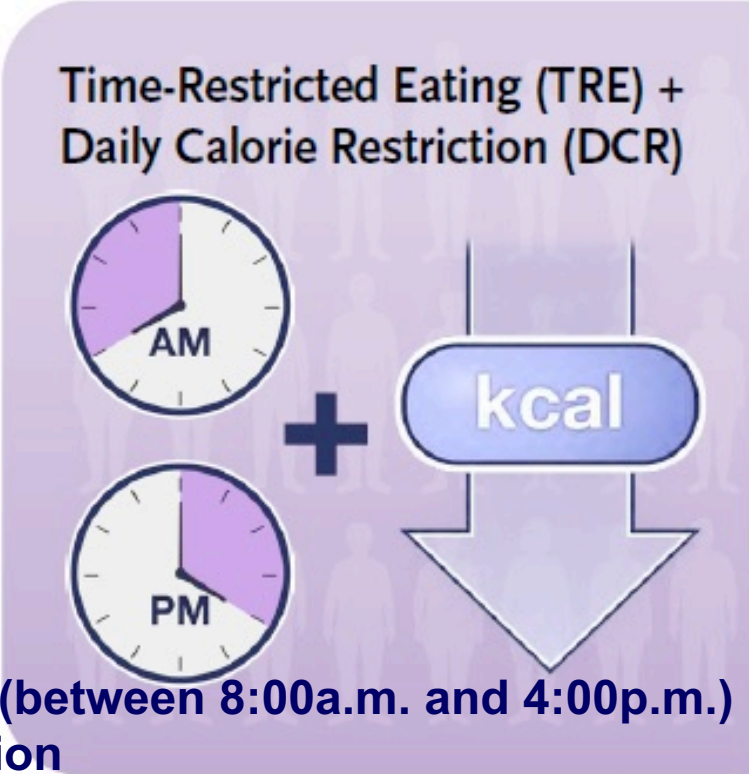 Time-Restricted Eating (TRE) +
Daily Calorie Restriction (DCR)
AM
kcal
PM
(between 8:00a.m. and 4:00p.m.)